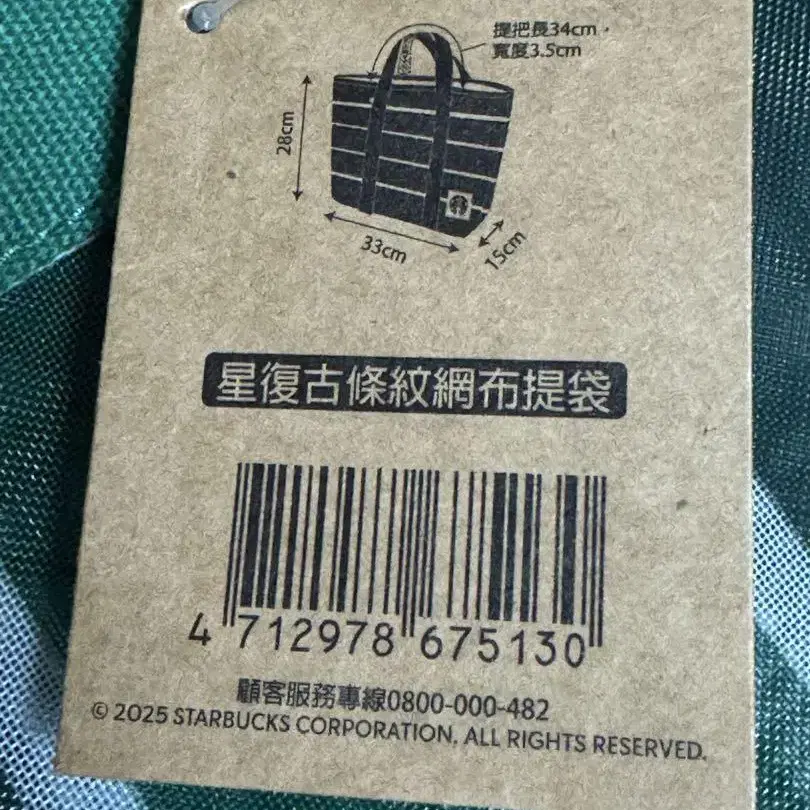 提把長34cm，
寬度3.5cm
28cm
33cm
15cm
星復古條紋網布提袋
4 712978 675130
顧客服務專線0800-000-482
© 2025 STARBUCKS CORPORATION. ALL RIGHTS RESERVED.